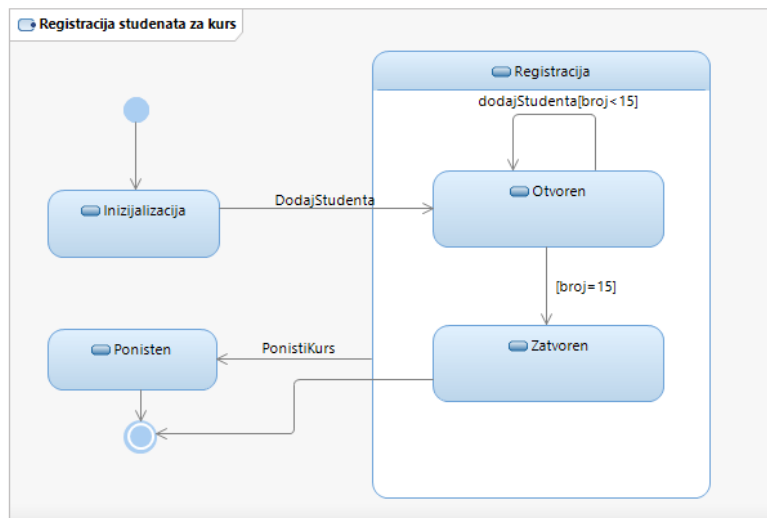 Registracija studenata za kurs
Registracija
dodajStudenta[broj<15]
Inizijalizacija
DodajStudenta
Otvoren
[broj=15]
Ponisten
PonistiKurs
Zatvoren